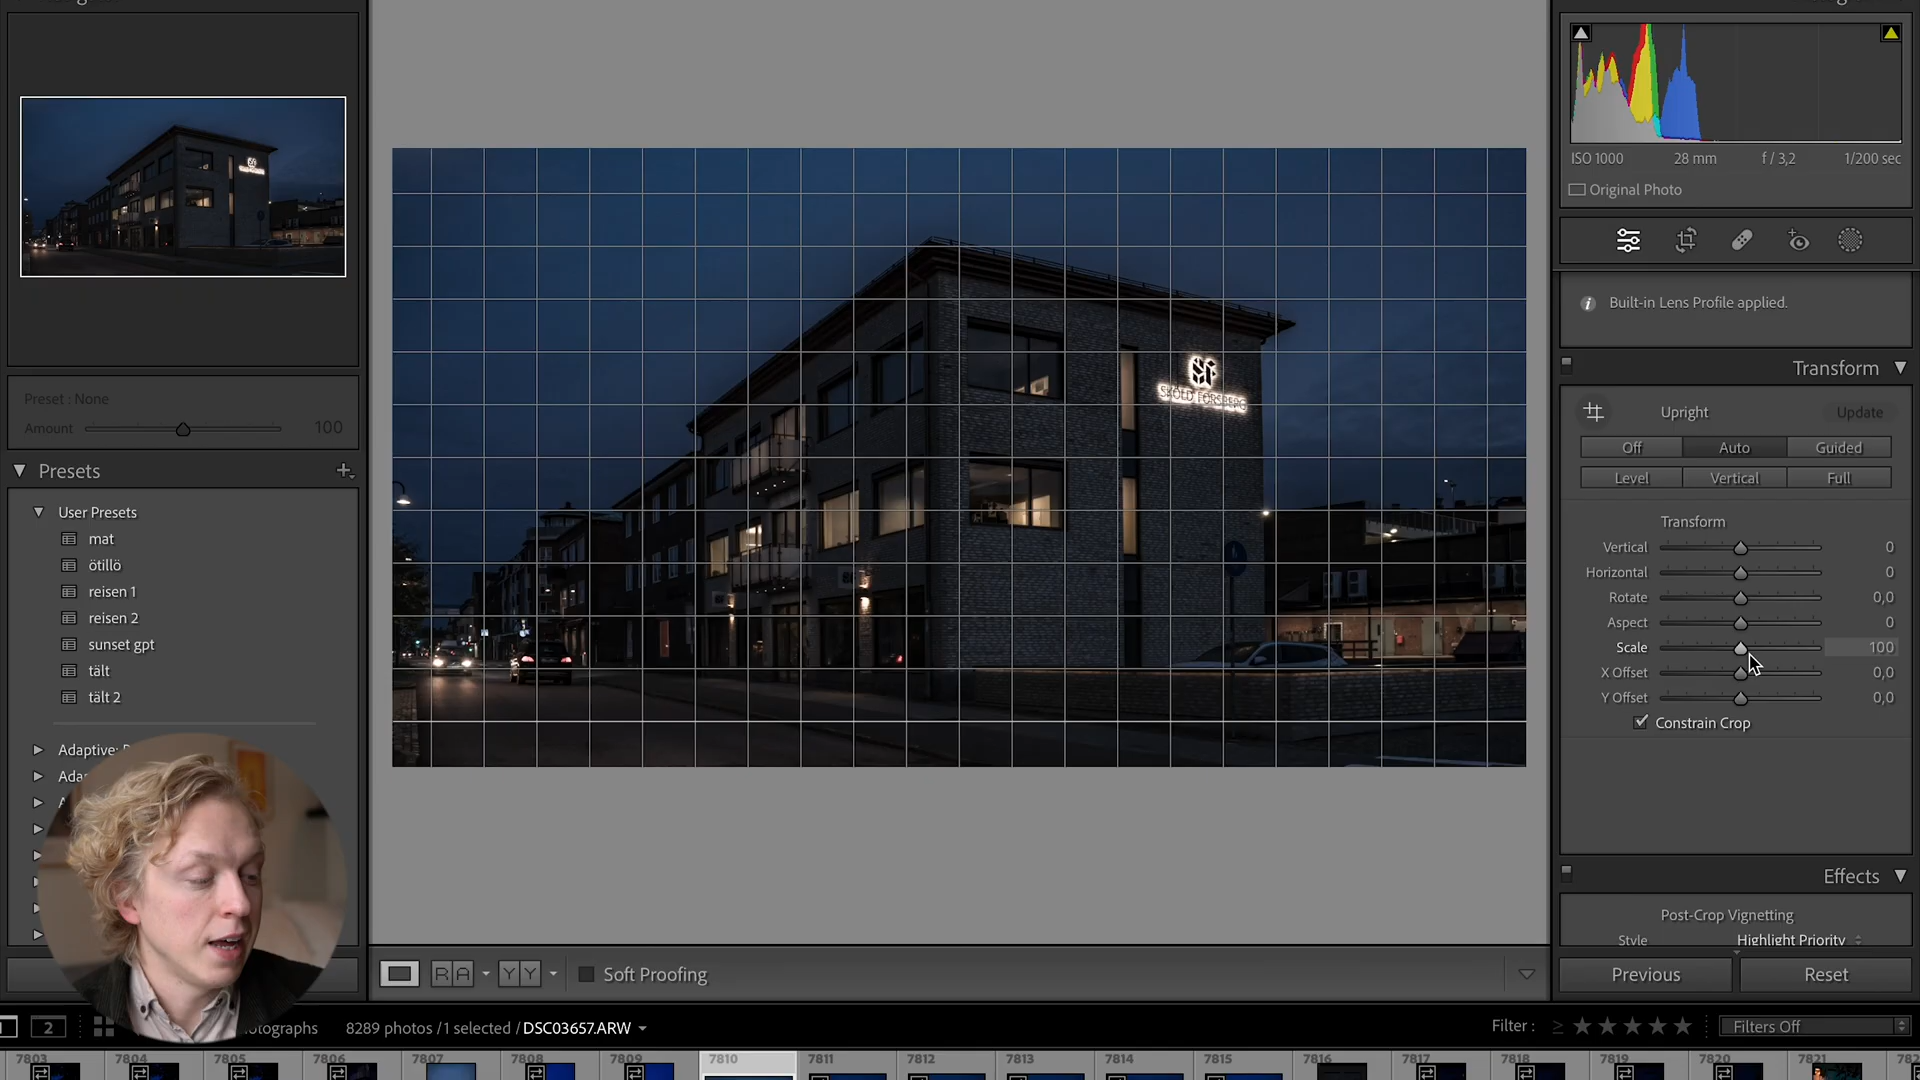 ISO 1000 28 mm f / 3,2 1/200 sec
Original Photo
Built-in Lens Profile applied.
Transform
Upright Update
Off Auto Guided
Level Vertical Full
Transform
Vertical 0
Horizontal 0
Rotate 0,0
Aspect 0
Scale 100
X Offset 0,0
Y Offset 0,0
Constrain Crop
Effects
Post-Crop Vignetting
Style Highlight Priority
Previous Reset
Preset : None
Amount 100
Presets
User Presets
mat
ötillö
reisen 1
reisen 2
sunset gpt
tält
tält 2
Adaptive:
SF
SKÖLD FORSBERG
R A Y Y Soft Proofing
2 8289 photos / 1 selected / DSC03657.ARW
Filter : ≥ ★ ★ ★ ★ ★ Filters Off
7803 7804 7805 7806 7807 7808 7809 7810 7811 7812 7813 7814 7815 7816 7817 7818 7819 7820 7821